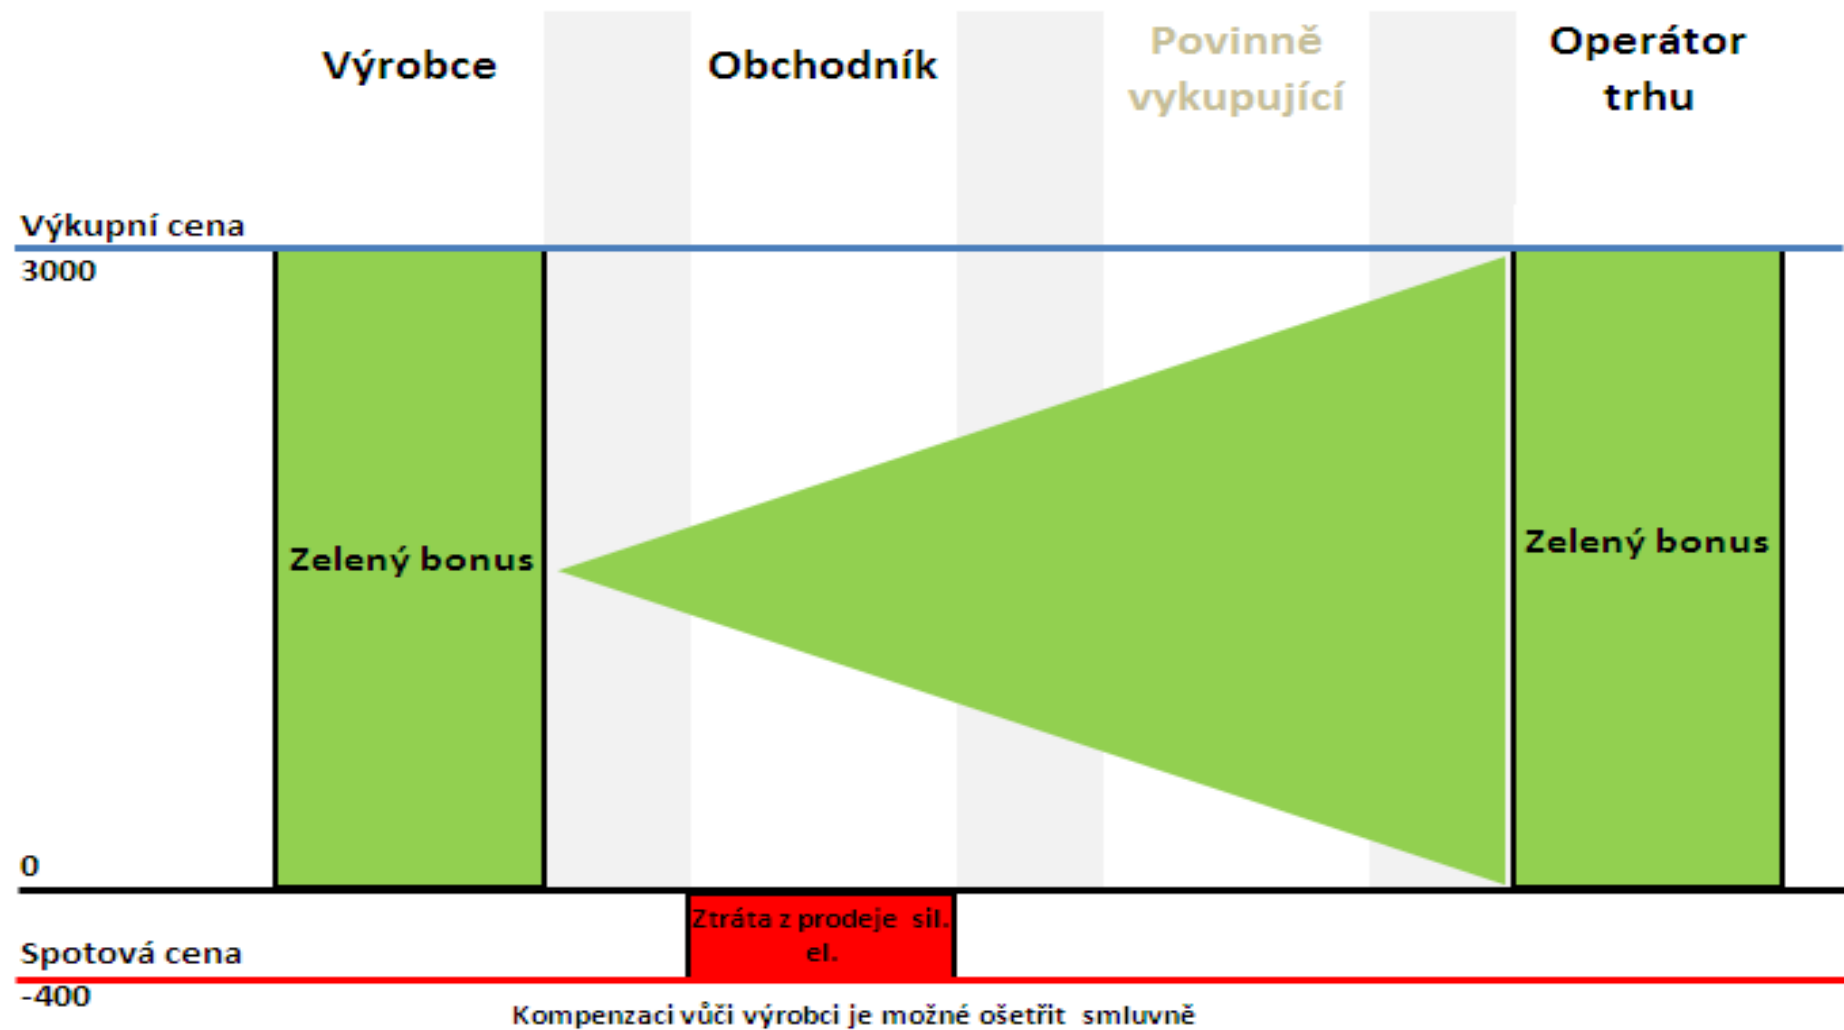 Výrobce
Obchodník
Povinně
vykupující
Operátor
trhu
Výkupní cena
3000
Zelený bonus
Zelený bonus
0
Ztráta z prodeje sil.
el.
Spotová cena
-400
Kompenzaci vůči výrobci je možné ošetřit smluvně